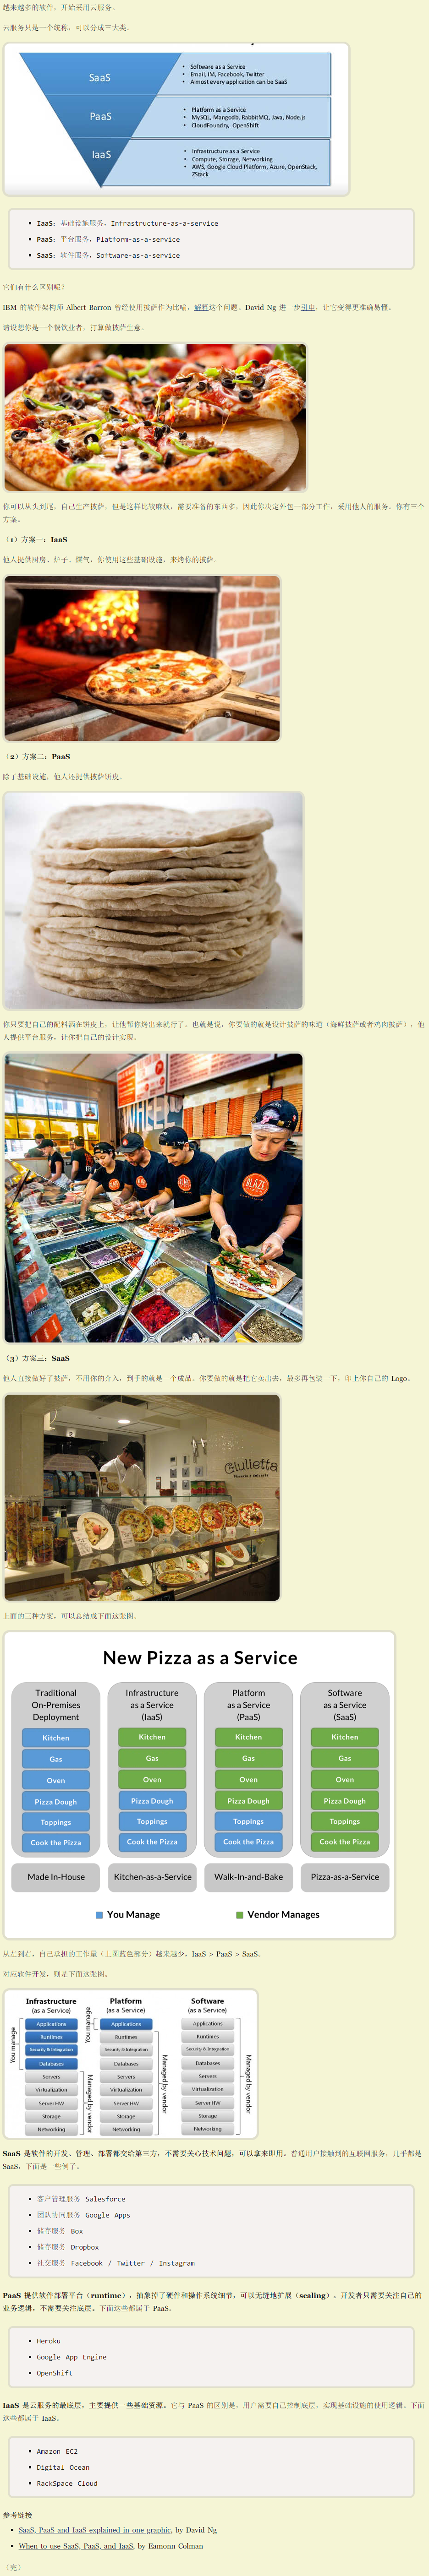 越来越多的软件，开始采用云服务。
云服务只是一个统称，可以分成三大类。
SaaS
• Software as a Service
• Email, IM, Facebook, Twitter
• Almost every application can be SaaS
PaaS
• Platform as a Service
• MySQL, Mangodb, RabbitMQ, Java, Node.js
• CloudFoundry, OpenShift
IaaS
• Infrastructure as a Service
• Compute, Storage, Networking
• AWS, Google Cloud Platform, Azure, OpenStack,
ZStack
• IaaS：基础设施服务，Infrastructure-as-a-service
• PaaS：平台服务，Platform-as-a-service
• SaaS：软件服务，Software-as-a-service
它们有什么区别呢？
IBM 的软件架构师 Albert Barron 曾经使用披萨作为比喻，解释这个问题。David Ng 进一步引申，让它变得更准确易懂。
请设想你是一个餐饮业者，打算做披萨生意。
你可以从头到尾，自己生产披萨，但是这样比较麻烦，需要准备的东西多，因此你决定外包一部分工作，采用他人的服务。你有三个
方案。
（1）方案一：IaaS
他人提供厨房、炉子、煤气，你使用这些基础设施，来烤你的披萨。
（2）方案二：PaaS
除了基础设施，他人还提供披萨饼皮。
你只要把自己的配料洒在饼皮上，让他帮你烤出来就行了。也就是说，你要做的就是设计披萨的味道（海鲜披萨或者鸡肉披萨），他
人提供平台服务，让你把自己的设计实现。
BLAZE
（3）方案三：SaaS
他人直接做好了披萨，不用你的介入，到手的就是一个成品。你要做的就是把它卖出去，最多再包装一下，印上你自己的 Logo。
Giulietta
上面的三种方案，可以总结成下面这张图。
New Pizza as a Service
Traditional
On-Premises
Deployment
Kitchen
Gas
Oven
Pizza Dough
Toppings
Cook the Pizza
Made In-House
Infrastructure
as a Service
(IaaS)
Kitchen
Gas
Oven
Pizza Dough
Toppings
Cook the Pizza
Kitchen-as-a-Service
Platform
as a Service
(PaaS)
Kitchen
Gas
Oven
Pizza Dough
Toppings
Cook the Pizza
Walk-In-and-Bake
Software
as a Service
(SaaS)
Kitchen
Gas
Oven
Pizza Dough
Toppings
Cook the Pizza
Pizza-as-a-Service
You Manage
Vendor Manages
从左到右，自己承担的工作量（上图蓝色部分）越来越少，IaaS > PaaS > SaaS。
对应软件开发，则是下面这张图。
Infrastructure
(as a Service)
You manage
Applications
Runtimes
Security & Integration
Databases
Servers
Virtualization
Server HW
Storage
Networking
Managed by vendor
Platform
(as a Service)
You manage
Applications
Runtimes
Security & Integration
Databases
Servers
Virtualization
Server HW
Storage
Networking
Managed by vendor
Software
(as a Service)
Applications
Runtimes
Security & Integration
Databases
Servers
Virtualization
Server HW
Storage
Networking
Managed by vendor
SaaS 是软件的开发、管理、部署都交给第三方，不需要关心技术问题，可以拿来即用。普通用户接触到的互联网服务，几乎都是
SaaS，下面是一些例子。
• 客户管理服务 Salesforce
• 团队协同服务 Google Apps
• 储存服务 Box
• 储存服务 Dropbox
• 社交服务 Facebook / Twitter / Instagram
PaaS 提供软件部署平台（runtime），抽象掉了硬件和操作系统细节，可以无缝地扩展（scaling）。开发者只需要关注自己的
业务逻辑，不需要关注底层。下面这些都属于 PaaS。
• Heroku
• Google App Engine
• OpenShift
IaaS 是云服务的最底层，主要提供一些基础资源。它与 PaaS 的区别是，用户需要自己控制底层，实现基础设施的使用逻辑。下面
这些都属于 IaaS。
• Amazon EC2
• Digital Ocean
• RackSpace Cloud
参考链接
• SaaS, PaaS and IaaS explained in one graphic, by David Ng
• When to use SaaS, PaaS, and IaaS, by Eamonn Colman
（完）